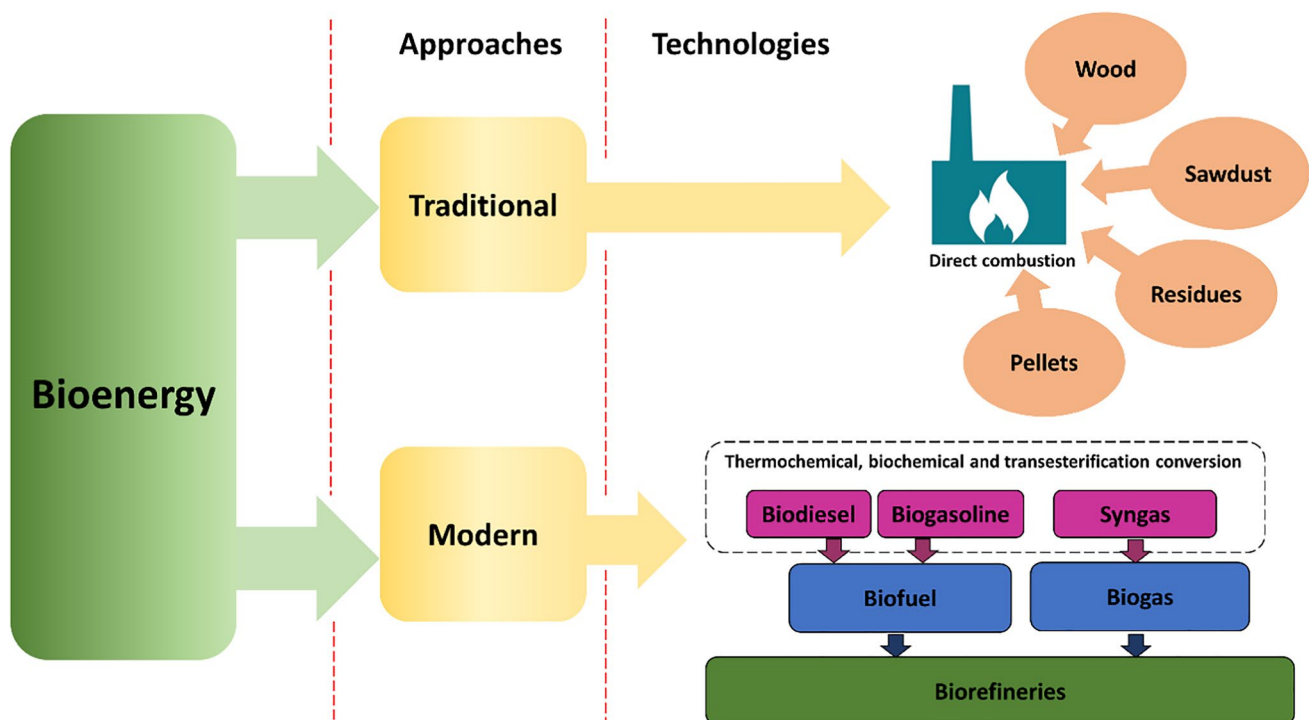 Approaches
Technologies
Bioenergy
Traditional
Direct combustion
Wood
Sawdust
Residues
Pellets
Modern
Thermochemical, biochemical and transesterification conversion
Biodiesel
Biogasoline
Syngas
Biofuel
Biogas
Biorefineries